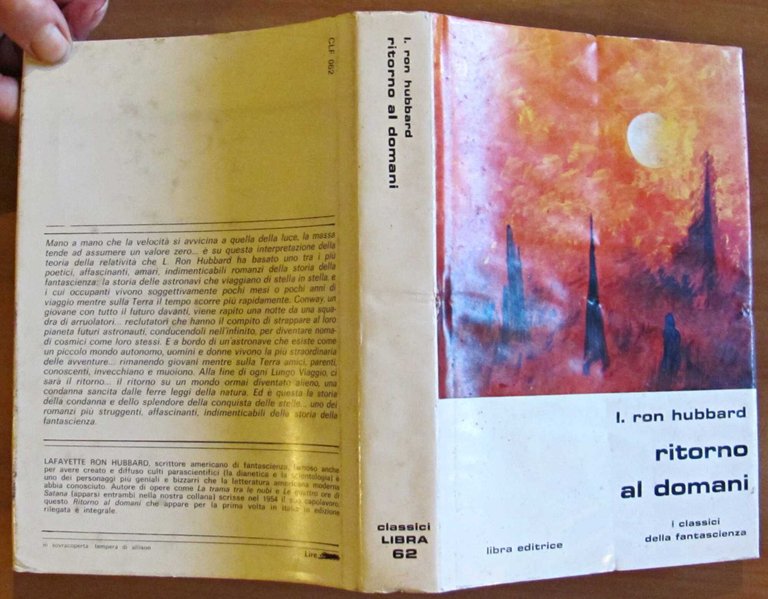 CLF 062
Mano a mano che la velocità si avvicina a quella della luce, la massa
tende ad assumere un valore zero... e su questa interpretazione della
teoria della relatività che L. Ron Hubbard ha basato uno tra i più
poetici, affascinanti, amari, indimenticabili romanzi della storia della
fantascienza: la storia delle astronavi che viaggiano di stella in stella, e
i cui occupanti vivono soggettivamente pochi mesi o pochi anni di
viaggio mentre sulla Terra il tempo scorre più rapidamente. Conway, un
giovane con tutto il futuro davanti, viene rapito una notte da una squa-
dra di arruolatori... reclutatori che hanno il compito di strappare al loro
pianeta futuri astronauti, conducendoli nell'infinito, per diventare noma-
di cosmici come loro stessi. E a bordo di un'astronave che esiste come
un piccolo mondo autonomo, uomini e donne vivono la più straordinaria
delle avventure... rimanendo giovani mentre sulla Terra amici, parenti,
conoscenti, invecchiano e muoiono. Alla fine di ogni Lungo Viaggio, ci
sarà il ritorno... il ritorno su un mondo ormai diventato alieno, una
condanna sancita dalle ferre leggi della natura. Ed è questa la storia
della condanna e dello splendore della conquista delle stelle... uno dei
romanzi più struggenti, affascinanti, indimenticabili della storia della
fantascienza.
LAFAYETTE RON HUBBARD, scrittore americano di fantascienza, famoso anche
per avere creato e diffuso culti parascientifici (la dianetica e la Scientologia) è
uno dei personaggi più geniali e bizzarri che la letteratura americana moderna
abbia conosciuto. Autore di opere come La trama tra le nubi e Le quattro ore di
Satana (apparsi entrambi nella nostra collana) scrisse nel 1954 il suo capolavoro,
questo Ritorno al domani che appare per la prima volta in Italia in edizione
rilegata e integrale.
in sovracoperta: tempera di allison
Lire
l. ron hubbard
ritorno al domani
classici
LIBRA
62
l. ron hubbard
ritorno
al domani
i classici
della fantascienza
libra editrice